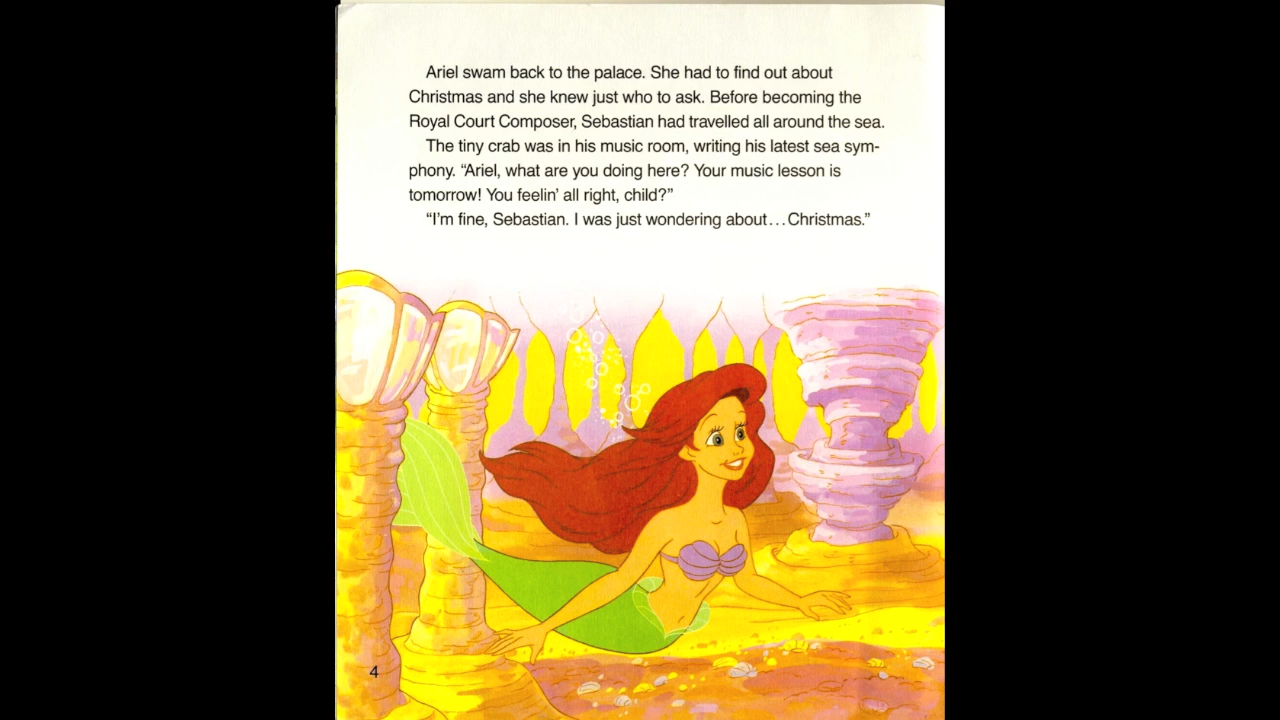 Ariel swam back to the palace. She had to find out about
Christmas and she knew just who to ask. Before becoming the
Royal Court Composer, Sebastian had travelled all around the sea.
The tiny crab was in his music room, writing his latest sea sym-
phony. “Ariel, what are you doing here? Your music lesson is
tomorrow! You feelin’ all right, child?”
“I’m fine, Sebastian. I was just wondering about…Christmas.”
4